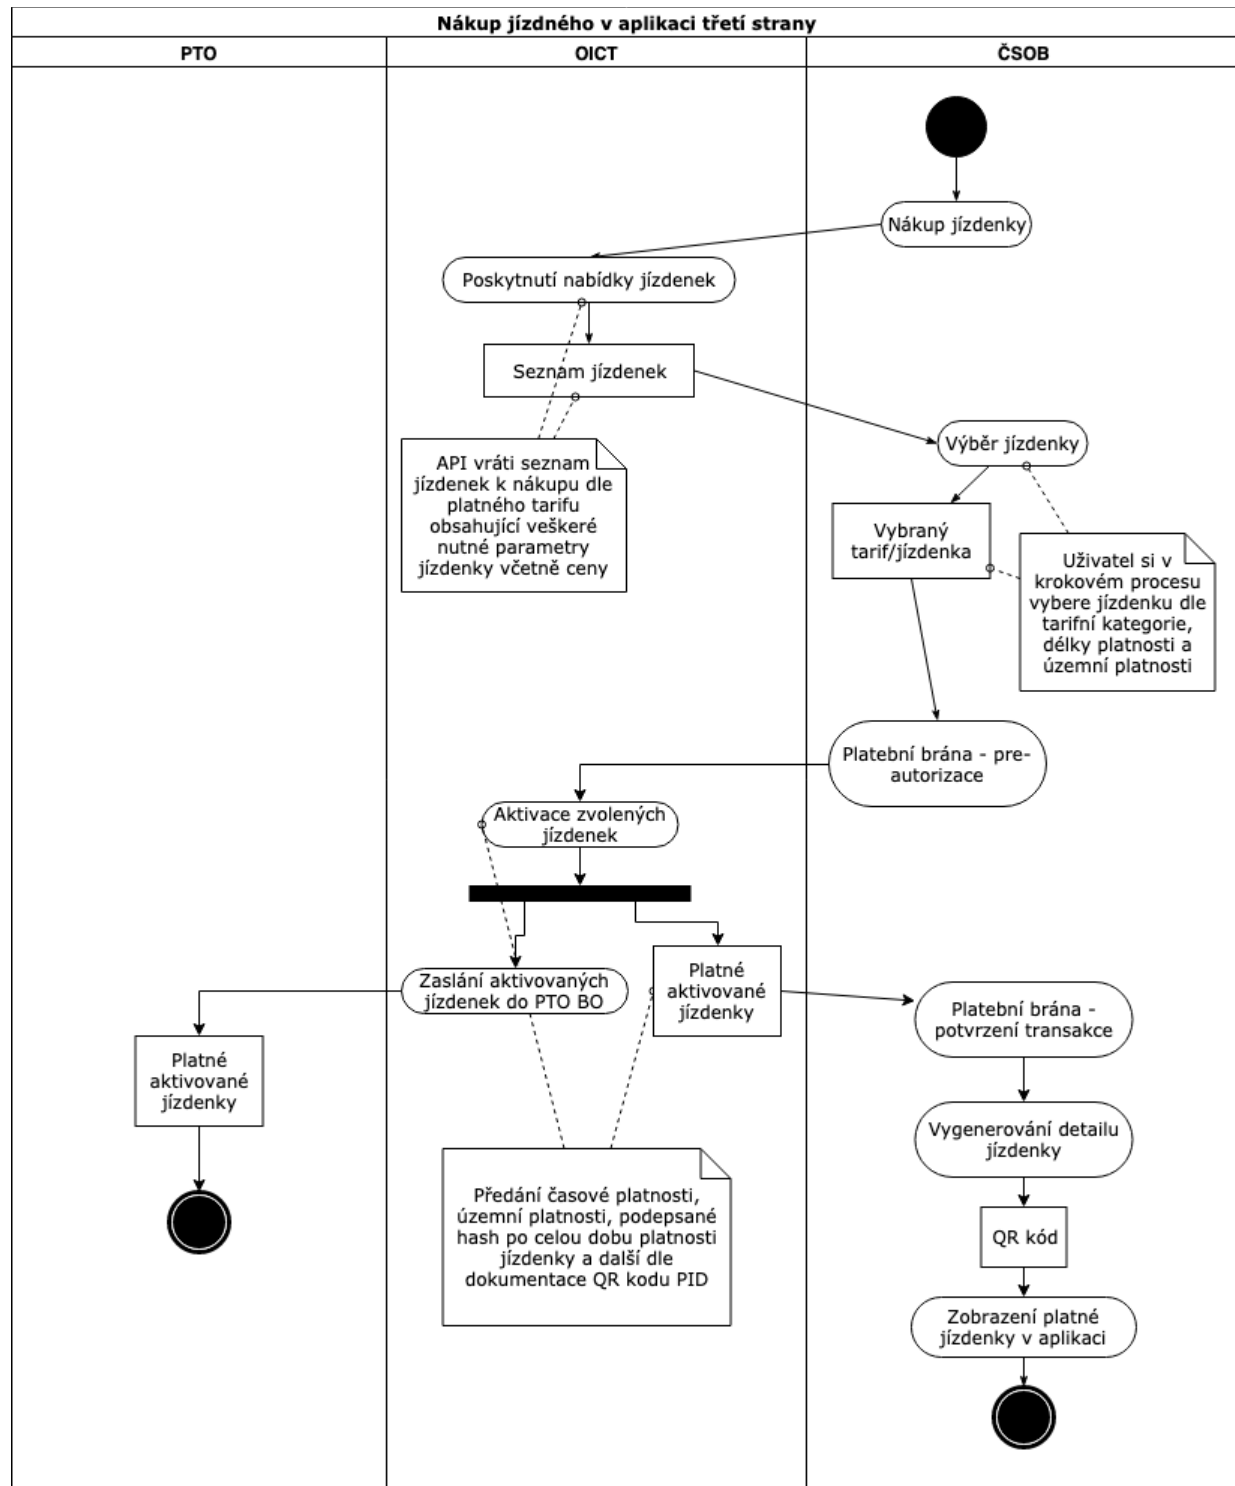 Nákup jízdného v aplikaci třetí strany
PTO
OICT
ČSOB
Nákup jízdenky
Poskytnutí nabídky jízdenek
Seznam jízdenek
Výběr jízdenky
API vráti seznam
jízdenek k nákupu dle
platného tarifu
obsahující veškeré
nutné parametry
jízdenky včetně ceny
Vybraný
tarif/jízdenka
Uživatel si v
krokovém procesu
vybere jízdenku dle
tarifní kategorie,
délky platnosti a
územní platnosti
Platební brána - pre-
autorizace
Aktivace zvolených
jízdenek
Zaslání aktivovaných
jízdenek do PTO BO
Platné
aktivované
jízdenky
Platební brána -
potvrzení transakce
Platné
aktivované
jízdenky
Vygenerování detailu
jízdenky
Předání časové platnosti,
územní platnosti, podepsané
hash po celou dobu platnosti
jízdenky a další dle
dokumentace QR kodu PID
QR kód
Zobrazení platné
jízdenky v aplikaci